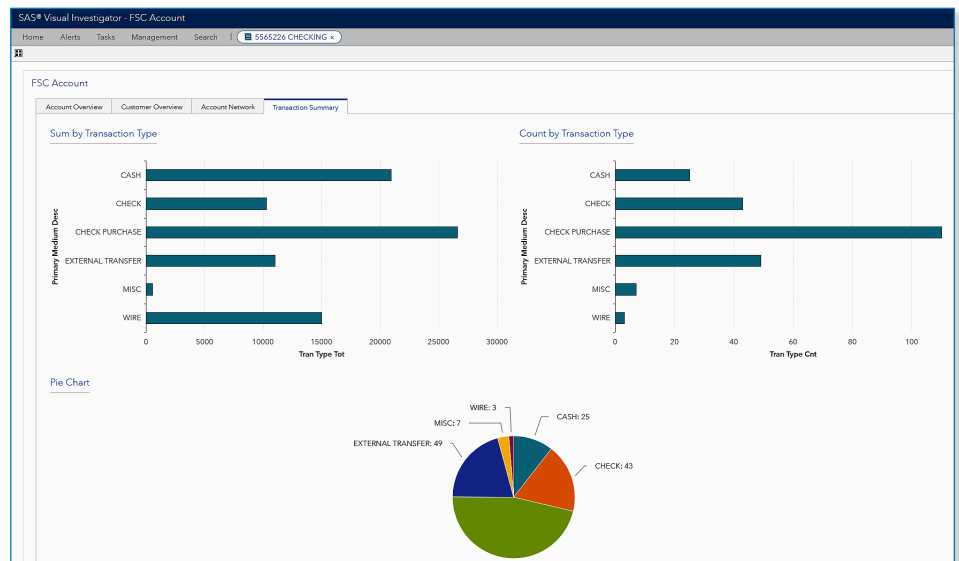 SAS® Visual Investigator - FSC Account
Home Alerts Tasks Management Search 5565226 CHECKING ×
FSC Account
Account Overview Customer Overview Account Network Transaction Summary
Sum by Transaction Type
Primary Medium Desc
CASH
CHECK
CHECK PURCHASE
EXTERNAL TRANSFER
MISC
WIRE
0 5000 10000 15000 20000 25000 30000
Tran Type Tot
Count by Transaction Type
Primary Medium Desc
CASH
CHECK
CHECK PURCHASE
EXTERNAL TRANSFER
MISC
WIRE
0 20 40 60 80 100
Tran Type Cnt
Pie Chart
WIRE: 3
CASH: 25
MISC: 7
EXTERNAL TRANSFER: 49
CHECK: 43